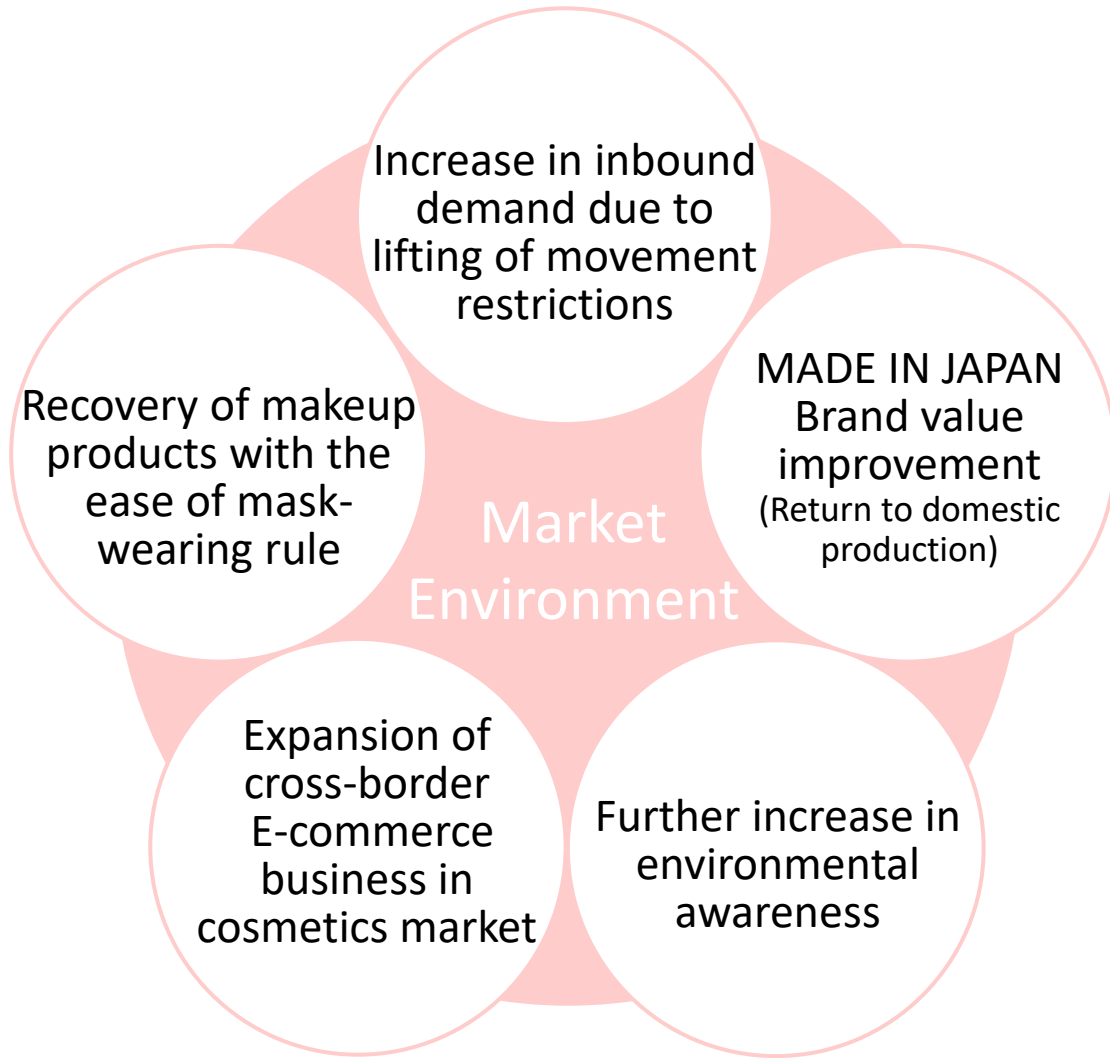 Increase in inbound
demand due to
lifting of movement
restrictions
MADE IN JAPAN
Brand value
improvement
(Return to domestic
production)
Further increase in
environmental
awareness
Expansion of
cross-border
E-commerce
business in
cosmetics market
Recovery of makeup
products with the
ease of mask-
wearing rule
Market
Environment